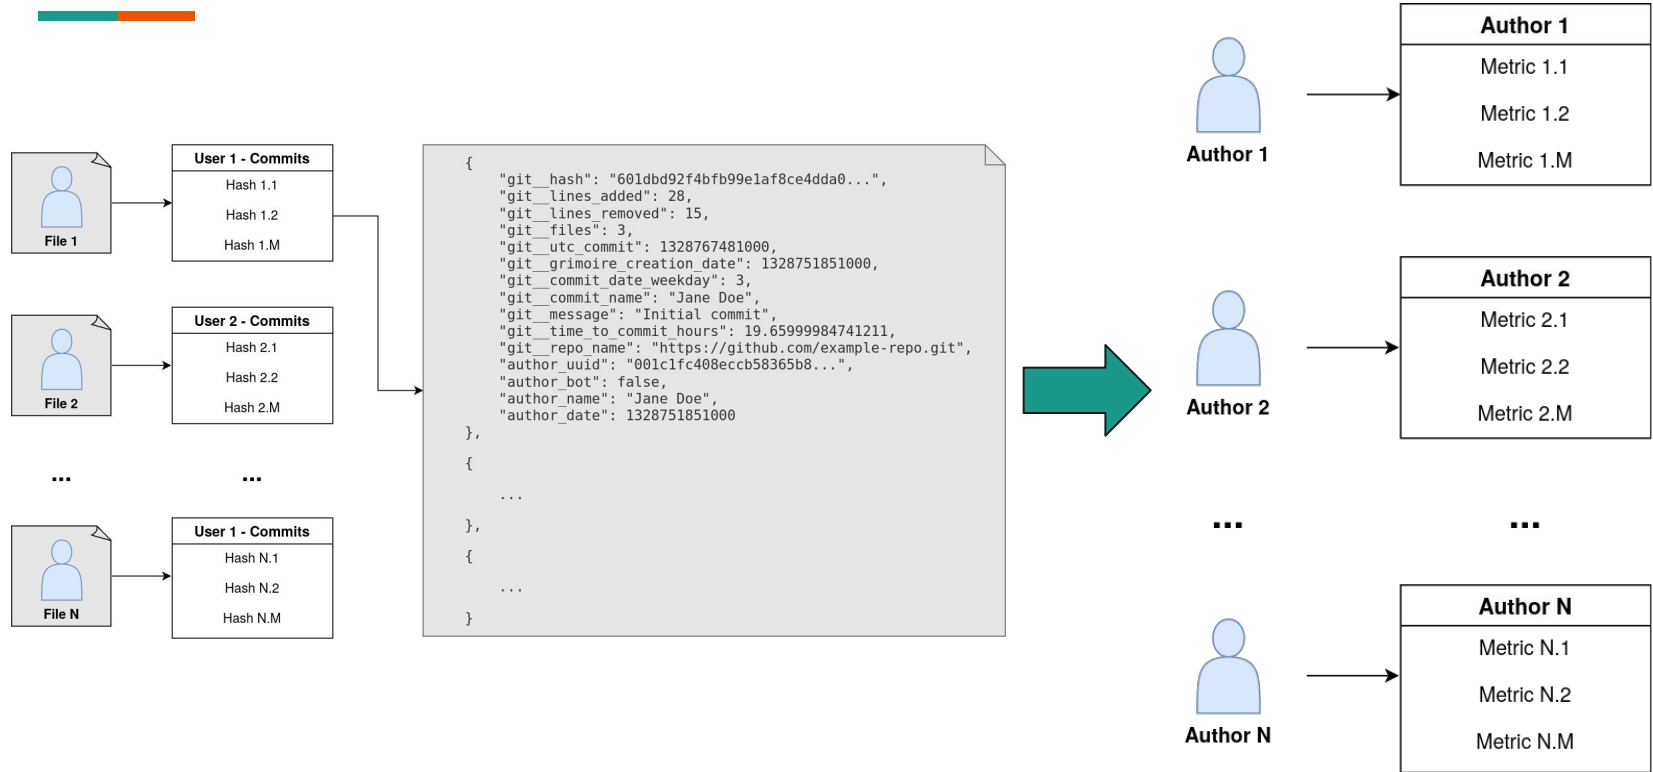 File 1
User 1 - Commits
Hash 1.1
Hash 1.2
Hash 1.M
File 2
User 2 - Commits
Hash 2.1
Hash 2.2
Hash 2.M
...
...
File N
User 1 - Commits
Hash N.1
Hash N.2
Hash N.M
{
"git__hash": "601dbd92f4bfb99e1af8ce4dda0...",
"git__lines_added": 28,
"git__lines_removed": 15,
"git__files": 3,
"git__utc_commit": 1328767481000,
"git__grimoire_creation_date": 1328751851000,
"git__commit_date_weekday": 3,
"git__commit_name": "Jane Doe",
"git__message": "Initial commit",
"git__time_to_commit_hours": 19.65999984741211,
"git__repo_name": "https://github.com/example-repo.git",
"author_uuid": "001c1fc408eccb58365b8...",
"author_bot": false,
"author_name": "Jane Doe",
"author_date": 1328751851000
},
{
...
},
{
...
}
Author 1
Author 1
Metric 1.1
Metric 1.2
Metric 1.M
Author 2
Author 2
Metric 2.1
Metric 2.2
Metric 2.M
...
...
Author N
Author N
Metric N.1
Metric N.2
Metric N.M